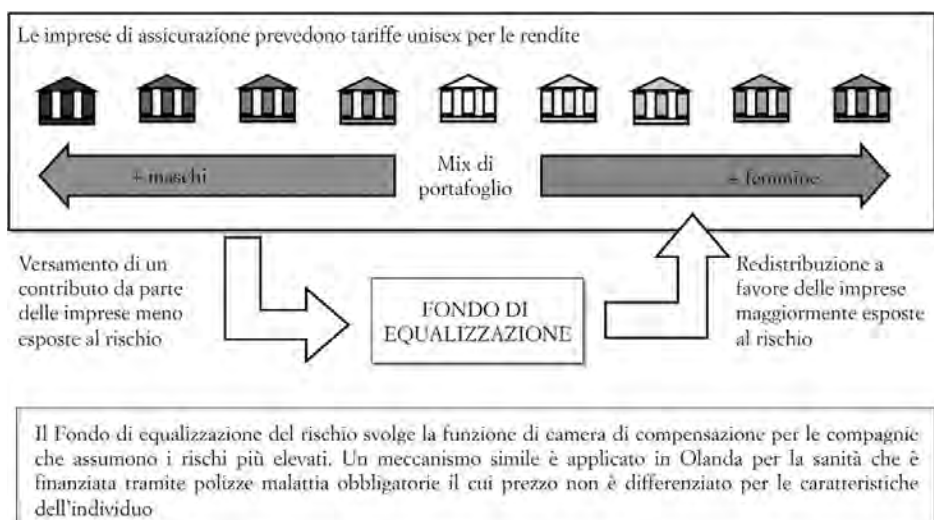 Le imprese di assicurazione prevedono tariffe unisex per le rendite
+ maschi
Mix di
portafoglio
+ femmine
Versamento di un
contributo da parte
delle imprese meno
esposte al rischio
FONDO DI
EQUALIZZAZIONE
Redistribuzione a
favore delle imprese
maggiormente esposte
al rischio
Il Fondo di equalizzazione del rischio svolge la funzione di camera di compensazione per le compagnie
che assumono i rischi più elevati. Un meccanismo simile è applicato in Olanda per la sanità che è
finanziata tramite polizze malattia obbligatorie il cui prezzo non è differenziato per le caratteristiche
dell'individuo